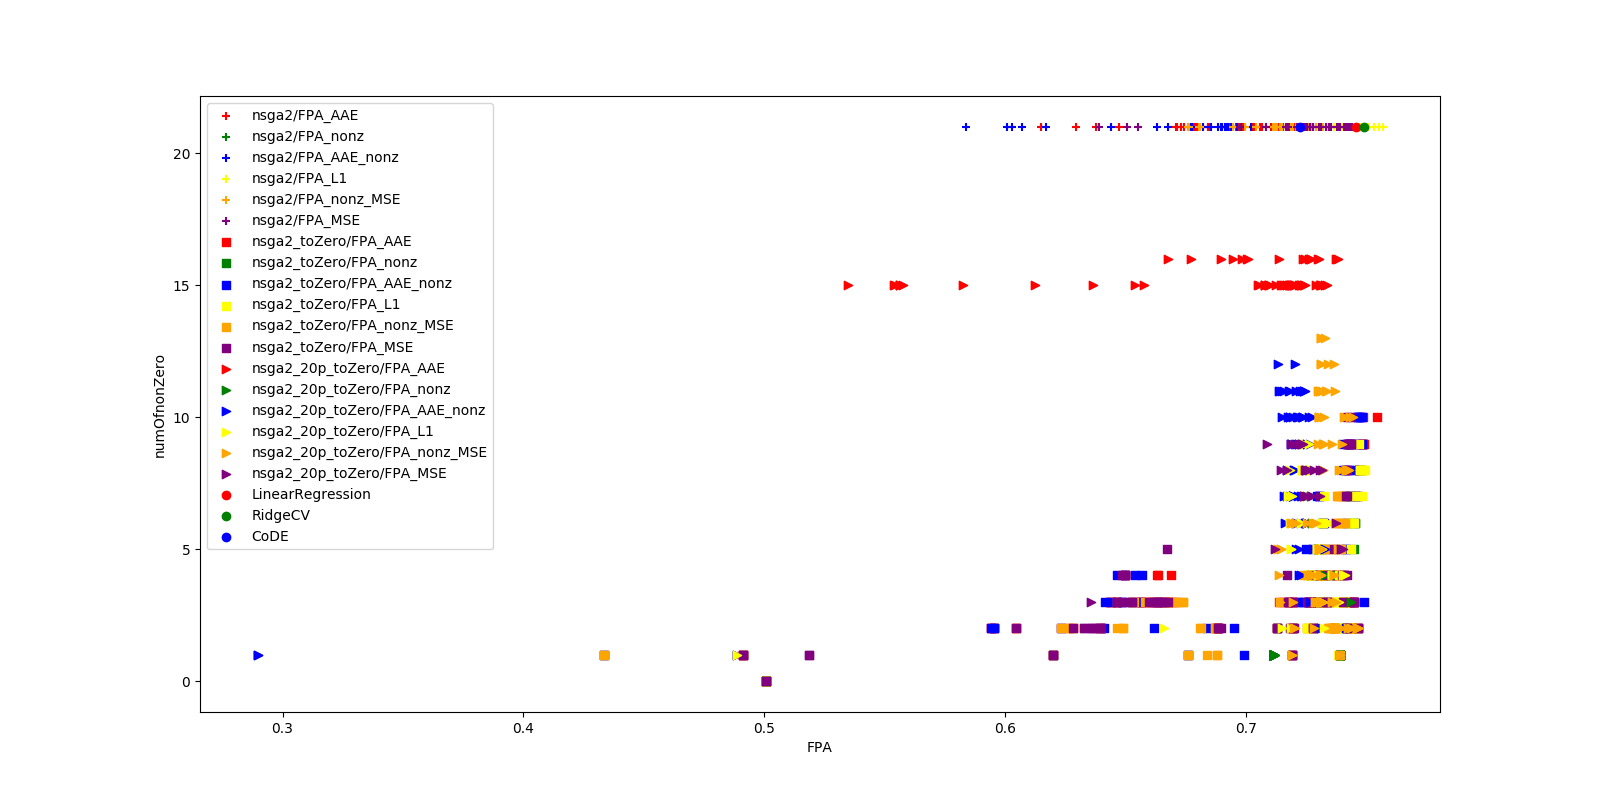 nsga2/FPA_AAE
nsga2/FPA_nonz
nsga2/FPA_AAE_nonz
nsga2/FPA_L1
nsga2/FPA_nonz_MSE
nsga2/FPA_MSE
nsga2_toZero/FPA_AAE
nsga2_toZero/FPA_nonz
nsga2_toZero/FPA_AAE_nonz
nsga2_toZero/FPA_L1
nsga2_toZero/FPA_nonz_MSE
nsga2_toZero/FPA_MSE
nsga2_20p_toZero/FPA_AAE
nsga2_20p_toZero/FPA_nonz
nsga2_20p_toZero/FPA_AAE_nonz
nsga2_20p_toZero/FPA_L1
nsga2_20p_toZero/FPA_nonz_MSE
nsga2_20p_toZero/FPA_MSE
LinearRegression
RidgeCV
CoDE
numOfnonZero
20
15
10
5
0
0.3 0.4 0.5 0.6 0.7
FPA